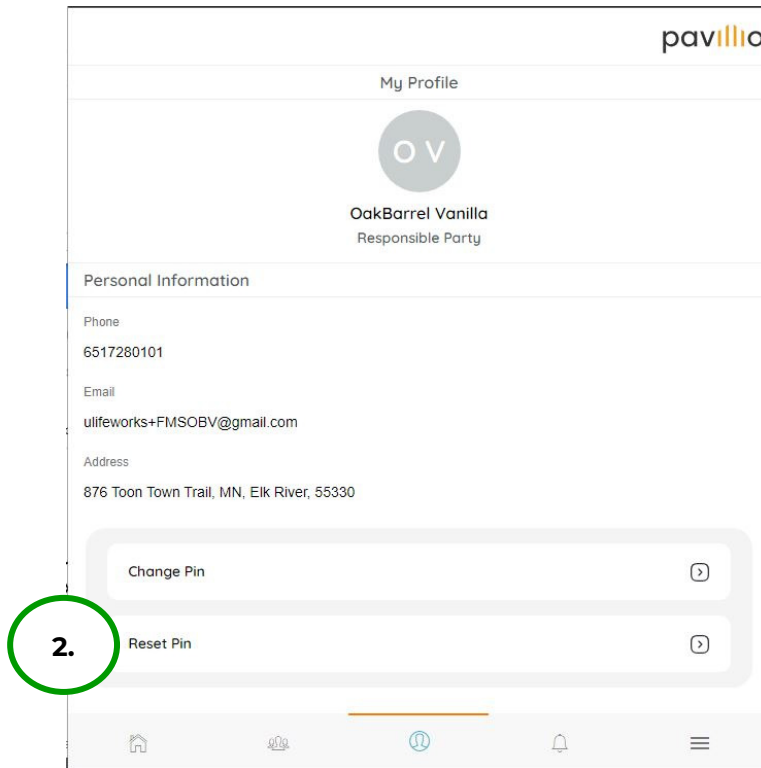 pavillio
My Profile
O V
OakBarrel Vanilla
Responsible Party
Personal Information
Phone
6517280101
Email
ulifeworks+FMSOBV@gmail.com
Address
876 Toon Town Trail, MN, Elk River, 55330
Change Pin
2.
Reset Pin